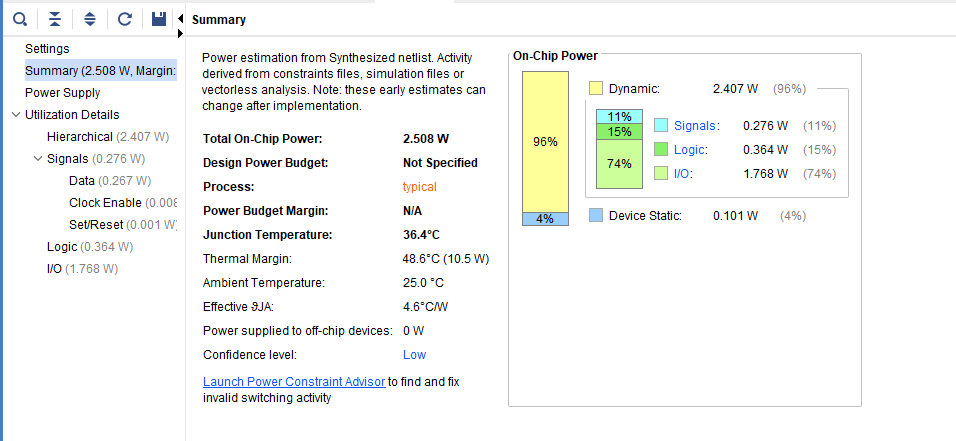 Summary
Settings
Summary (2.508 W, Margin:
Power Supply
Utilization Details
Hierarchical (2.407 W)
Signals (0.276 W)
Data (0.267 W)
Clock Enable (0.008
Set/Reset (0.001 W)
Logic (0.364 W)
I/O (1.768 W)
Power estimation from Synthesized netlist. Activity
derived from constraints files, simulation files or
vectorless analysis. Note: these early estimates can
change after implementation.
Total On-Chip Power: 2.508 W
Design Power Budget: Not Specified
Process: typical
Power Budget Margin: N/A
Junction Temperature: 36.4°C
Thermal Margin: 48.6°C (10.5 W)
Ambient Temperature: 25.0 °C
Effective ϑJA: 4.6°C/W
Power supplied to off-chip devices: 0 W
Confidence level: Low
Launch Power Constraint Advisor to find and fix
invalid switching activity
On-Chip Power
96%
4%
Dynamic: 2.407 W (96%)
11%
15%
74%
Signals: 0.276 W (11%)
Logic: 0.364 W (15%)
I/O: 1.768 W (74%)
Device Static: 0.101 W (4%)